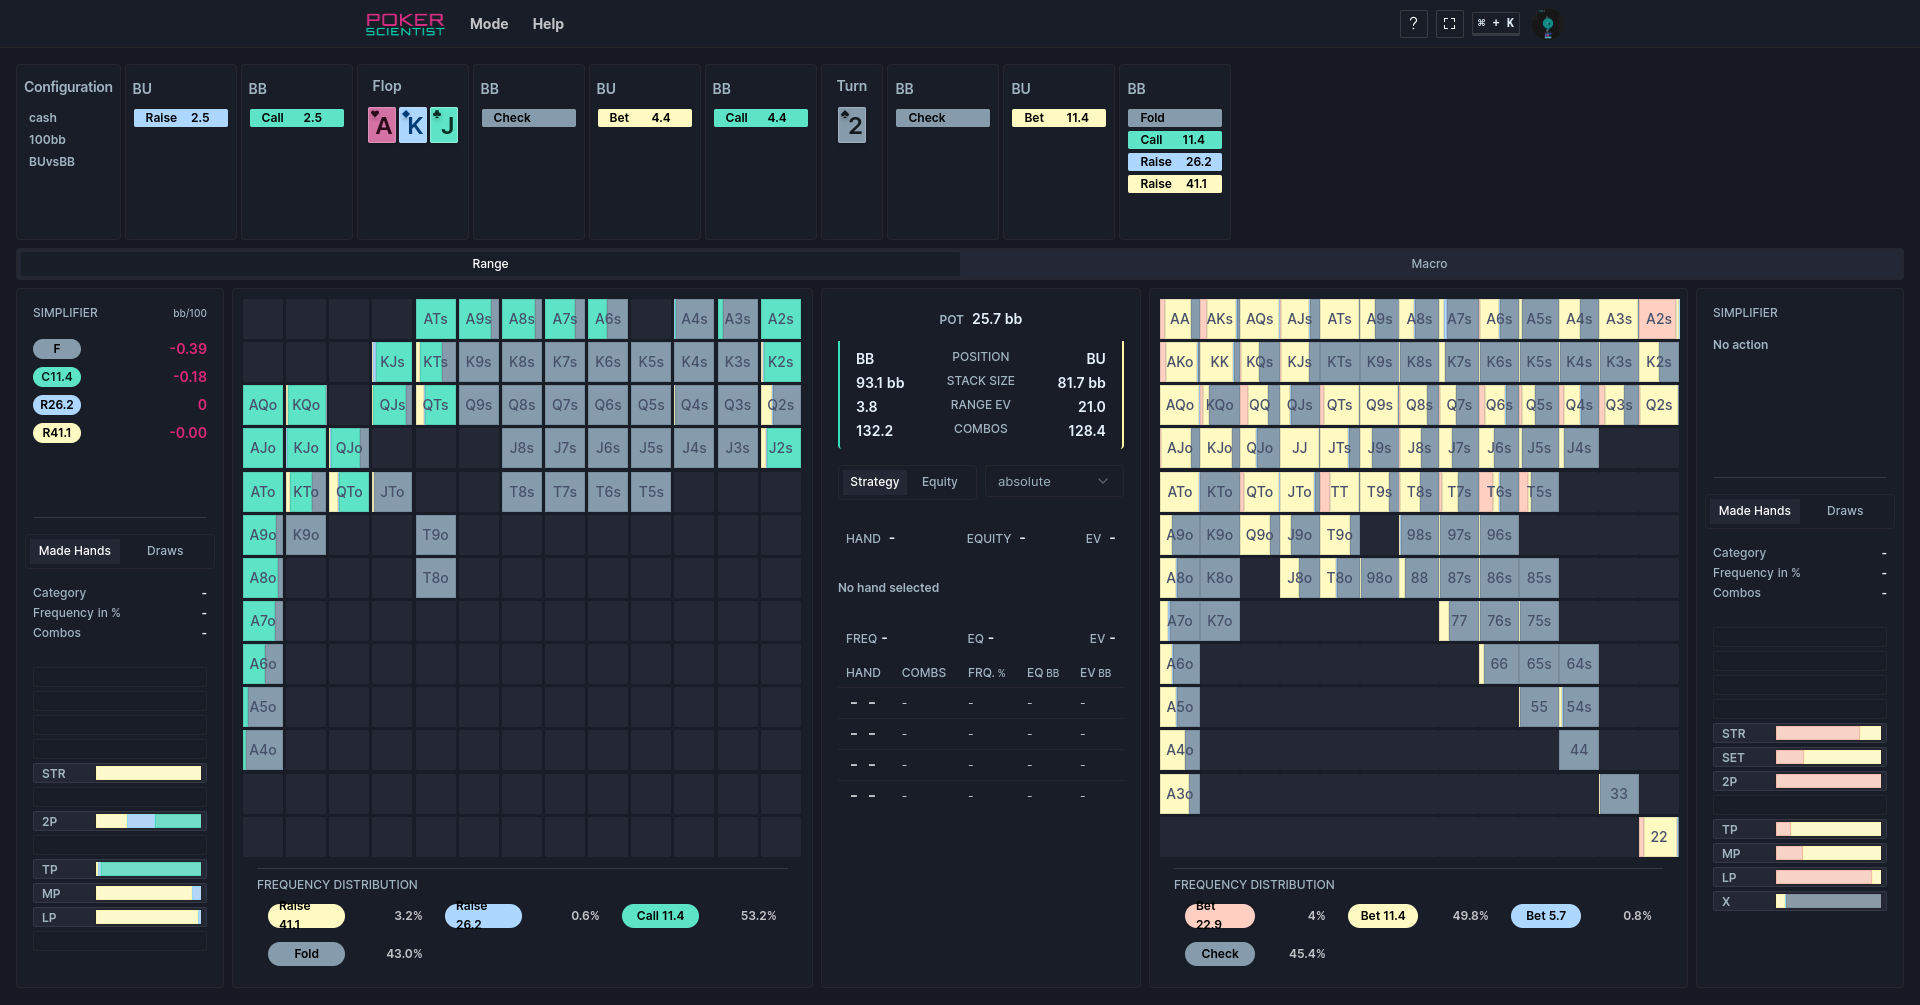 POKER
SCIENTIST
Mode
Help
?
⌘ + K
Configuration
cash
100bb
BUvsBB
BU
Raise 2.5
BB
Call 2.5
Flop
A K J
BB
Check
BU
Bet 4.4
BB
Call 4.4
Turn
2
BB
Check
BU
Bet 11.4
BB
Fold
Call 11.4
Raise 26.2
Raise 41.1
Range
Macro
SIMPLIFIER bb/100
F -0.39
C11.4 -0.18
R26.2 0
R41.1 -0.00
Made Hands Draws
Category -
Frequency in % -
Combos -
STR
2P
TP
MP
LP
ATs A9s A8s A7s A6s A4s A3s A2s
KJs KTs K9s K8s K7s K6s K5s K4s K3s K2s
AQo KQo QJs QTs Q9s Q8s Q7s Q6s Q5s Q4s Q3s Q2s
AJo KJo QJo J8s J7s J6s J5s J4s J3s J2s
ATo KTo QTo JTo T8s T7s T6s T5s
A9o K9o T9o
A8o T8o
A7o
A6o
A5o
A4o
FREQUENCY DISTRIBUTION
Raise 41.1 3.2% Raise 26.2 0.6% Call 11.4 53.2%
Fold 43.0%
POT 25.7 bb
BB POSITION BU
93.1 bb STACK SIZE 81.7 bb
3.8 RANGE EV 21.0
132.2 COMBOS 128.4
Strategy Equity absolute
HAND - EQUITY - EV -
No hand selected
FREQ - EQ - EV -
HAND COMBS FRQ. % EQ BB EV BB
- - - - - -
- - - - - -
- - - - - -
- - - - - -
AA AKs AQs AJs ATs A9s A8s A7s A6s A5s A4s A3s A2s
AKo KK KQs KJs KTs K9s K8s K7s K6s K5s K4s K3s K2s
AQo KQo QQ QJs QTs Q9s Q8s Q7s Q6s Q5s Q4s Q3s Q2s
AJo KJo QJo JJ JTs J9s J8s J7s J6s J5s J4s
ATo KTo QTo JTo TT T9s T8s T7s T6s T5s
A9o K9o Q9o J9o T9o 98s 97s 96s
A8o K8o J8o T8o 98o 88 87s 86s 85s
A7o K7o 77 76s 75s
A6o 66 65s 64s
A5o 55 54s
A4o 44
A3o 33
22
FREQUENCY DISTRIBUTION
Bet 22.9 4% Bet 11.4 49.8% Bet 5.7 0.8%
Check 45.4%
SIMPLIFIER
No action
Made Hands Draws
Category -
Frequency in % -
Combos -
STR
SET
2P
TP
MP
LP
X